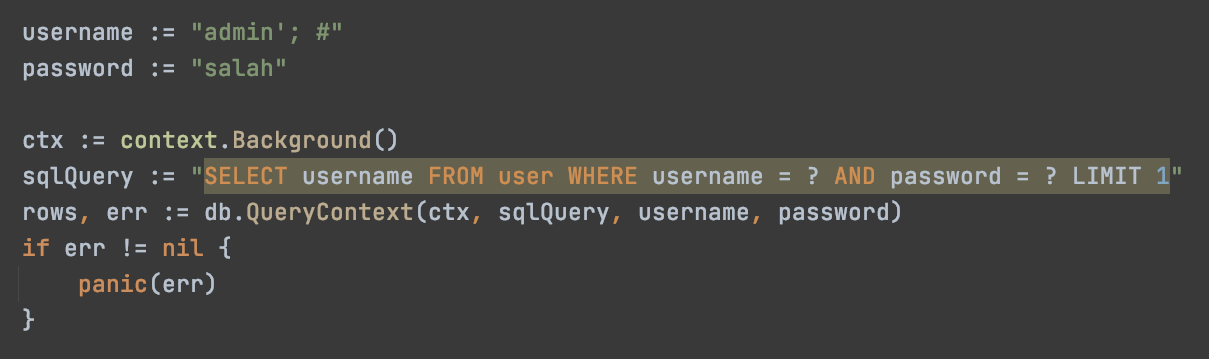 username := "admin'; #"
password := "salah"
ctx := context.Background()
sqlQuery := "SELECT username FROM user WHERE username = ? AND password = ? LIMIT 1"
rows, err := db.QueryContext(ctx, sqlQuery, username, password)
if err != nil {
    panic(err)
}